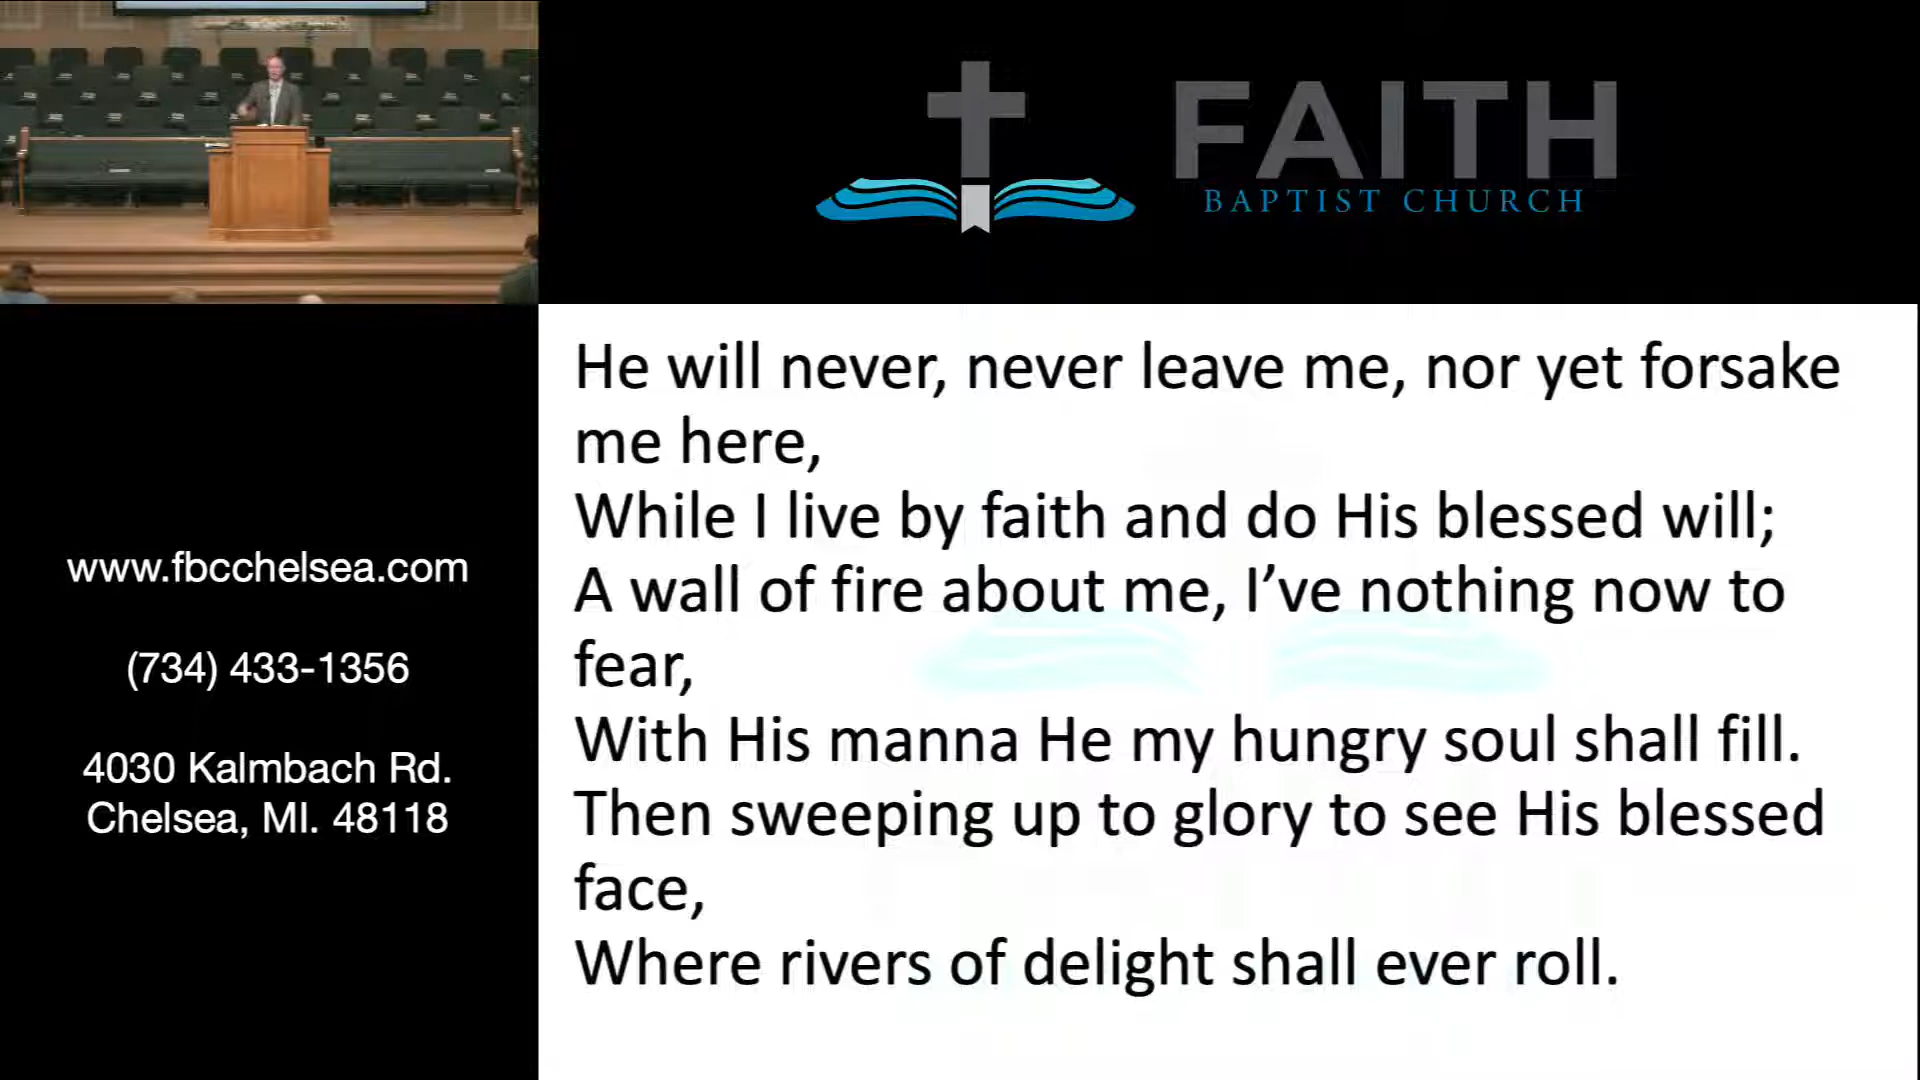 FAITH
BAPTIST CHURCH
He will never, never leave me, nor yet forsake
me here,
While I live by faith and do His blessed will;
A wall of fire about me, I’ve nothing now to
fear,
With His manna He my hungry soul shall fill.
Then sweeping up to glory to see His blessed
face,
Where rivers of delight shall ever roll.
www.fbcchelsea.com
(734) 433-1356
4030 Kalmbach Rd.
Chelsea, MI. 48118